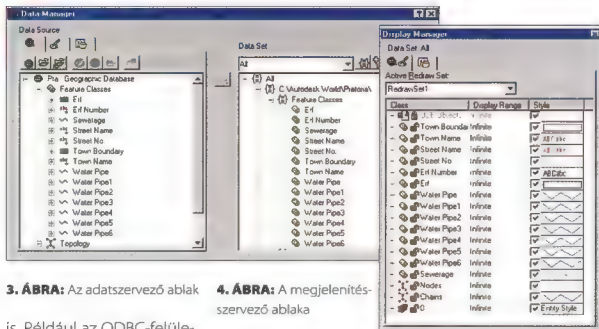 Data Manager
Data Source
Pta Geographic Database
Feature Classes
Erf
Erf Number
Sewerage
Street Name
Street No.
Town Boundary
Town Name
Water Pipe
Water Pipe1
Water Pipe2
Water Pipe3
Water Pipe4
Water Pipe5
Water Pipe6
Topology
Data Set
All
All
C:\Autodesk World\Pretoria\
Feature Classes
Erf
Erf Number
Sewerage
Street Name
Street No.
Town Boundary
Town Name
Water Pipe
Water Pipe1
Water Pipe2
Water Pipe3
Water Pipe4
Water Pipe5
Water Pipe6
Display Manager
Data Set: All
Active Redraw Set:
RedrawSet1
Class Display Range Style
Town Bounda Infinite
Town Name Infinite
Street Name Infinite
Street No Infinite
Erf Number Infinite ABCabc
Erf Infinite
Water Pipe Infinite
Water Pipe1 Infinite
Water Pipe2 Infinite
Water Pipe3 Infinite
Water Pipe4 Infinite
Water Pipe5 Infinite
Water Pipe6 Infinite
Sewerage Infinite
Nodes Infinite
Chains Infinite
0 Infinite Entity Style
3. ÁBRA: Az adatszervező ablak
4. ÁBRA: A megjelenítés-
szervező ablaka
is. Például az ODBC-felüle-